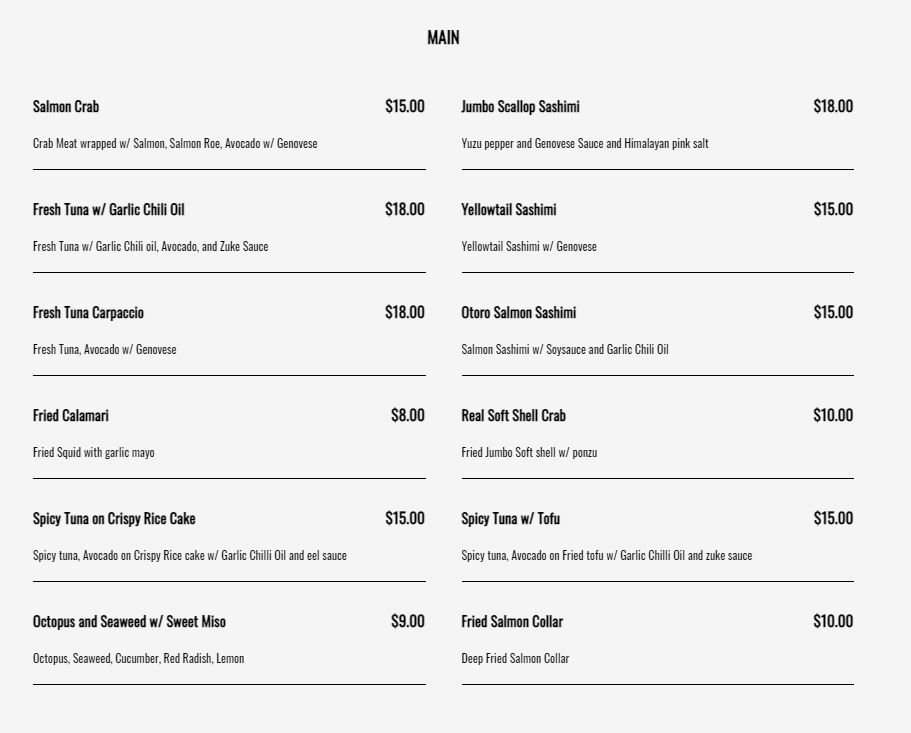 MAIN
Salmon Crab $15.00
Crab Meat wrapped w/ Salmon, Salmon Roe, Avocado w/ Genovese
Jumbo Scallop Sashimi $18.00
Yuzu pepper and Genovese Sauce and Himalayan pink salt
Fresh Tuna w/ Garlic Chili Oil $18.00
Fresh Tuna w/ Garlic Chili oil, Avocado, and Zuke Sauce
Yellowtail Sashimi $15.00
Yellowtail Sashimi w/ Genovese
Fresh Tuna Carpaccio $18.00
Fresh Tuna, Avocado w/ Genovese
Otoro Salmon Sashimi $15.00
Salmon Sashimi w/ Soysauce and Garlic Chili Oil
Fried Calamari $8.00
Fried Squid with garlic mayo
Real Soft Shell Crab $10.00
Fried Jumbo Soft shell w/ ponzu
Spicy Tuna on Crispy Rice Cake $15.00
Spicy tuna, Avocado on Crispy Rice cake w/ Garlic Chilli Oil and eel sauce
Spicy Tuna w/ Tofu $15.00
Spicy tuna, Avocado on Fried tofu w/ Garlic Chilli Oil and zuke sauce
Octopus and Seaweed w/ Sweet Miso $9.00
Octopus, Seaweed, Cucumber, Red Radish, Lemon
Fried Salmon Collar $10.00
Deep Fried Salmon Collar